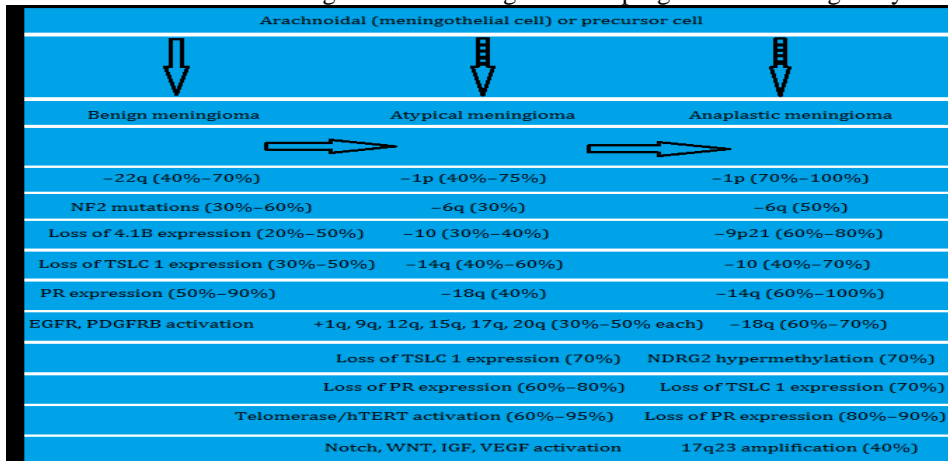 Arachnoidal (meningothelial cell) or precursor cell
Benign meningioma Atypical meningioma Anaplastic meningioma
−22q (40%–70%) −1p (40%–75%) −1p (70%–100%)
NF2 mutations (30%–60%) −6q (30%) −6q (50%)
Loss of 4.1B expression (20%–50%) −10 (30%–40%) −9p21 (60%–80%)
Loss of TSLC 1 expression (30%–50%) −14q (40%–60%) −10 (40%–70%)
PR expression (50%–90%) −18q (40%) −14q (60%–100%)
EGFR, PDGFRB activation +1q, 9q, 12q, 15q, 17q, 20q (30%–50% each) −18q (60%–70%)
Loss of TSLC 1 expression (70%) NDRG2 hypermethylation (70%)
Loss of PR expression (60%–80%) Loss of TSLC 1 expression (70%)
Telomerase/hTERT activation (60%–95%) Loss of PR expression (80%–90%)
Notch, WNT, IGF, VEGF activation 17q23 amplification (40%)